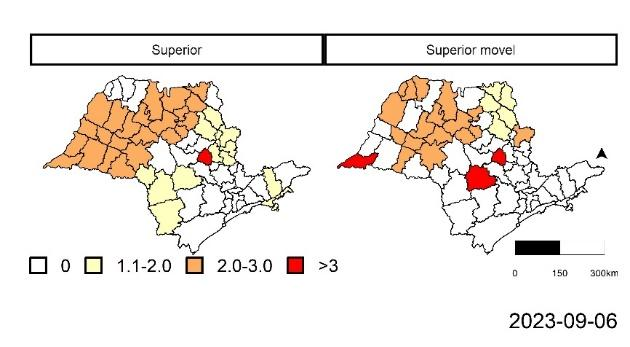 Superior
Superior movel
0 1.1-2.0 2.0-3.0 >3
0 150 300km
2023-09-06